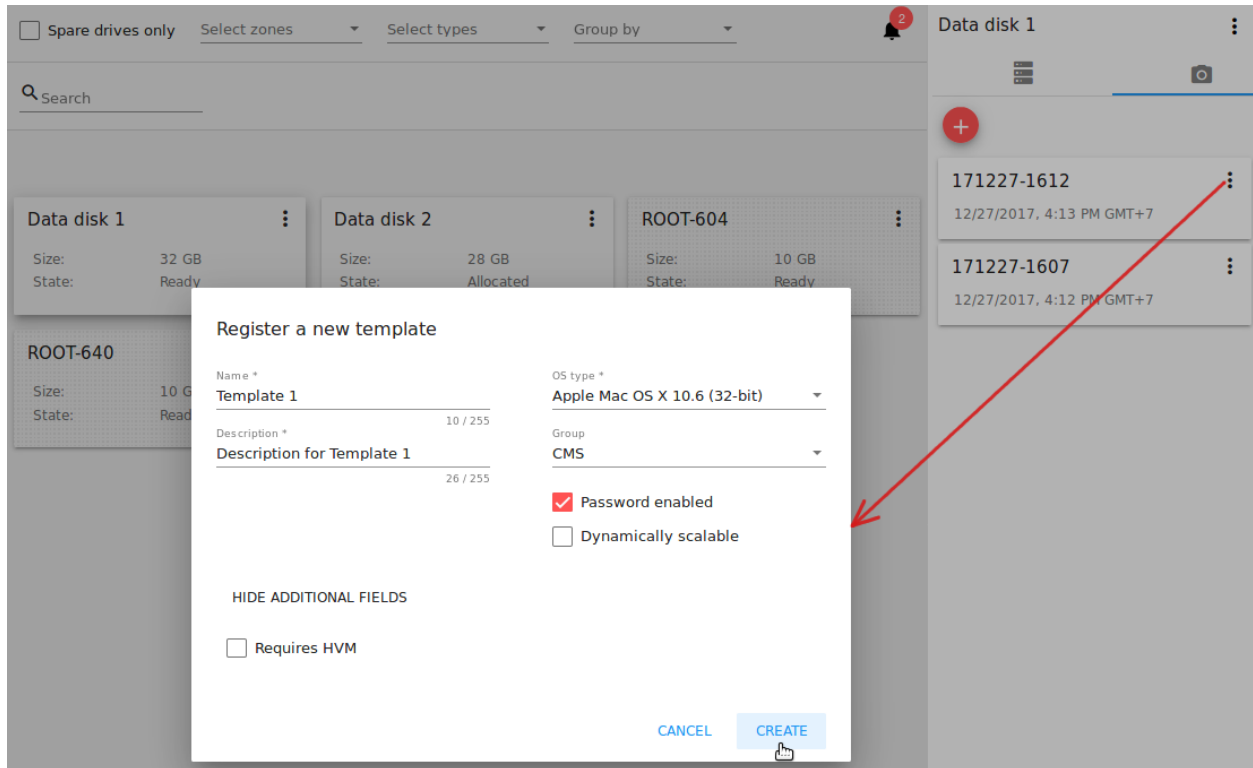 Spare drives only Select zones Select types Group by 2
Search
Data disk 1 Data disk 2 ROOT-604
Size: 32 GB Size: 28 GB Size: 10 GB
State: Ready State: Allocated State: Ready
ROOT-640
Size: 10 G
State: Read
Data disk 1
171227-1612
12/27/2017, 4:13 PM GMT+7
171227-1607
12/27/2017, 4:12 PM GMT+7
Register a new template
Name * OS type *
Template 1 Apple Mac OS X 10.6 (32-bit)
10 / 255
Description * Group
Description for Template 1 CMS
26 / 255
Password enabled
Dynamically scalable
HIDE ADDITIONAL FIELDS
Requires HVM
CANCEL CREATE